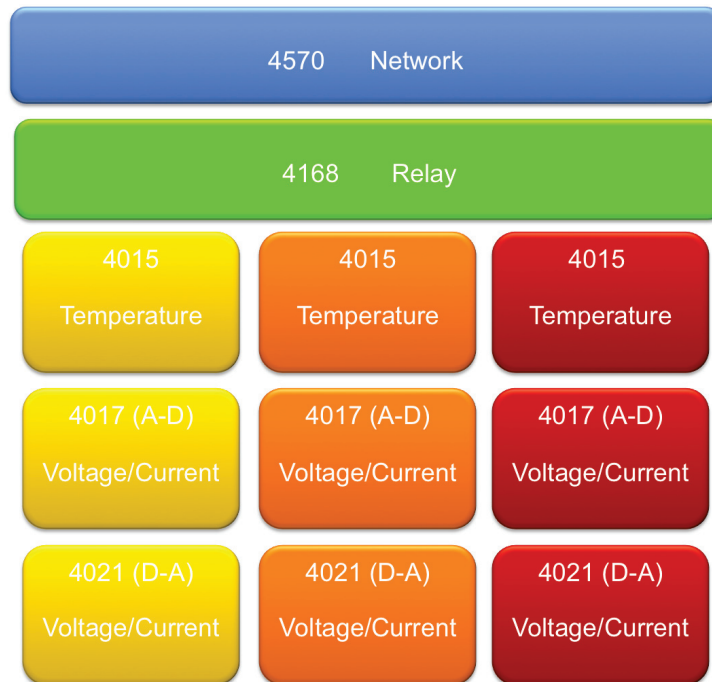 4570 Network
4168 Relay
4015 4015 4015
Temperature Temperature Temperature
4017 (A-D) 4017 (A-D) 4017 (A-D)
Voltage/Current Voltage/Current Voltage/Current
4021 (D-A) 4021 (D-A) 4021 (D-A)
Voltage/Current Voltage/Current Voltage/Current